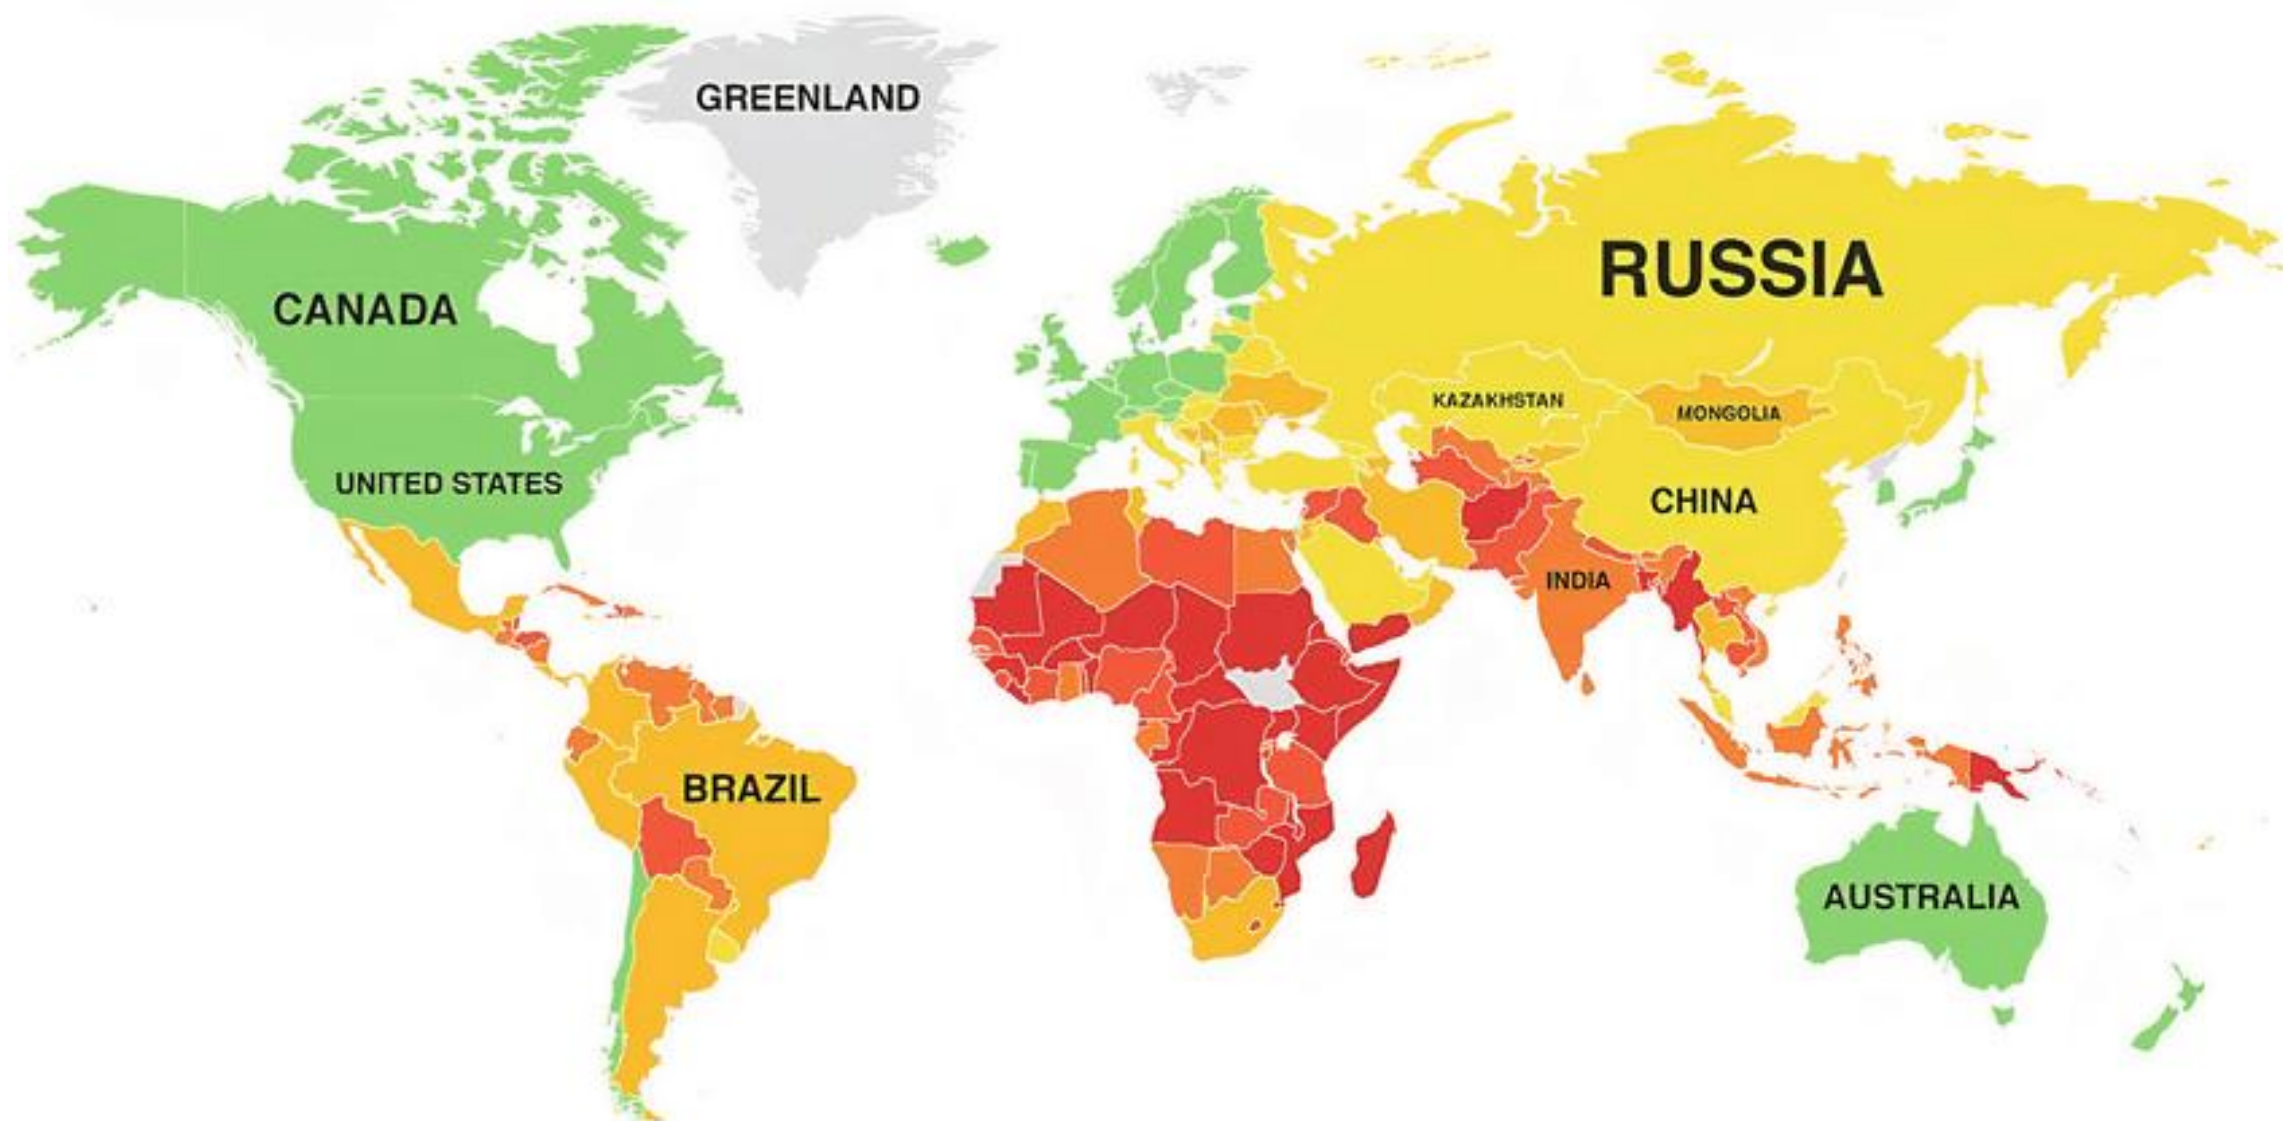 GREENLAND
RUSSIA
CANADA
KAZAKHSTAN
MONGOLIA
UNITED STATES
CHINA
INDIA
BRAZIL
AUSTRALIA